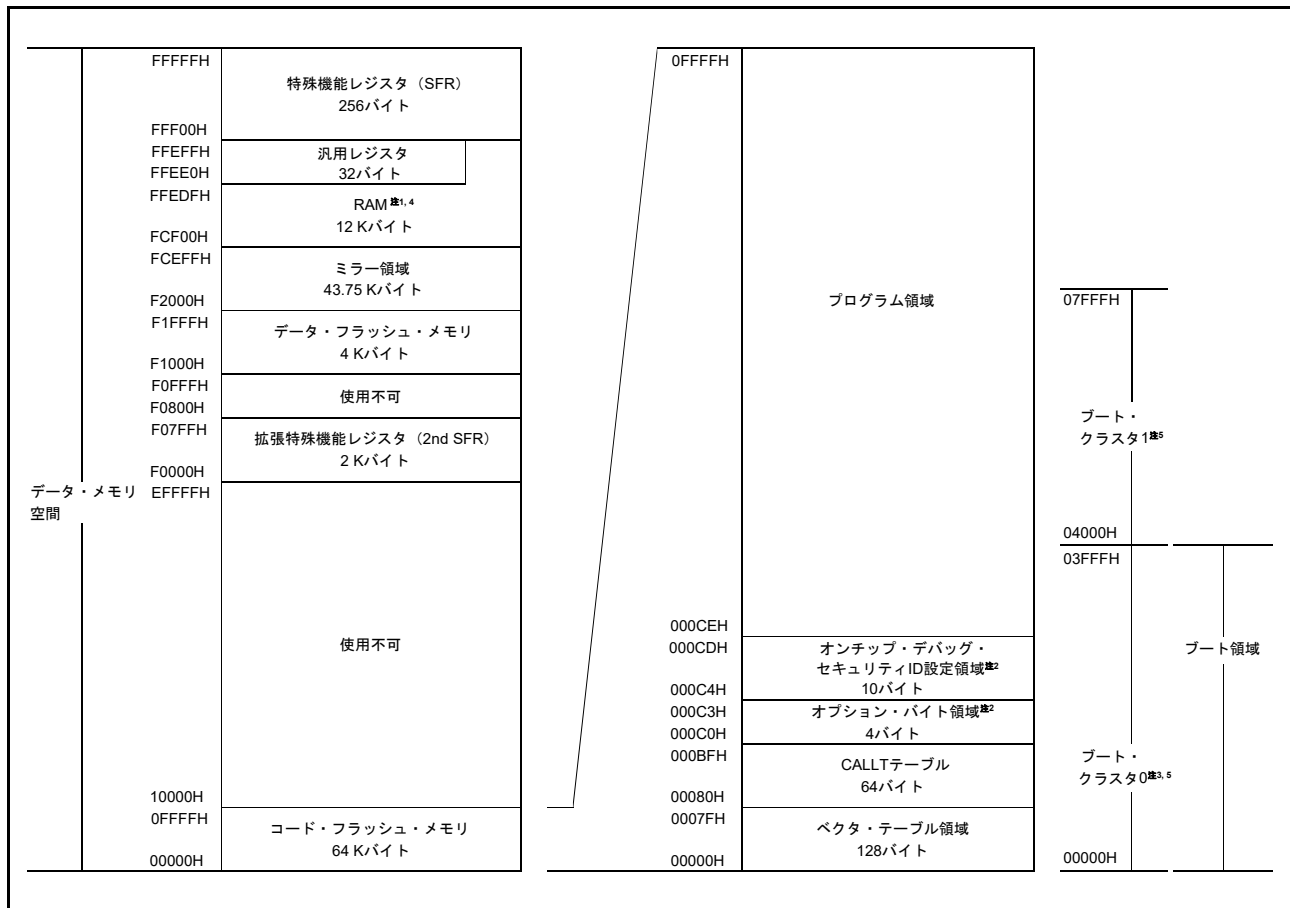 FFFFFH
特殊機能レジスタ（SFR）
256バイト
FFF00H
FFEFFH
汎用レジスタ
32バイト
FFEE0H
FFEDFH
RAM注1, 4
12 Kバイト
FCF00H
FCEFFH
ミラー領域
43.75 Kバイト
F2000H
F1FFFH
データ・フラッシュ・メモリ
4 Kバイト
F1000H
F0FFFH
使用不可
F0800H
F07FFH
拡張特殊機能レジスタ（2nd SFR）
2 Kバイト
F0000H
データ・メモリ
空間
EFFFFH
使用不可
10000H
0FFFFH
コード・フラッシュ・メモリ
64 Kバイト
00000H
0FFFFH
プログラム領域
000CEH
000CDH
オンチップ・デバッグ・
セキュリティID設定領域注2
10バイト
000C4H
000C3H
オプション・バイト領域注2
4バイト
000C0H
000BFH
CALLTテーブル
64バイト
00080H
0007FH
ベクタ・テーブル領域
128バイト
00000H
07FFFH
ブート・
クラスタ1注5
04000H
03FFFH
ブート領域
ブート・
クラスタ0注3, 5
00000H